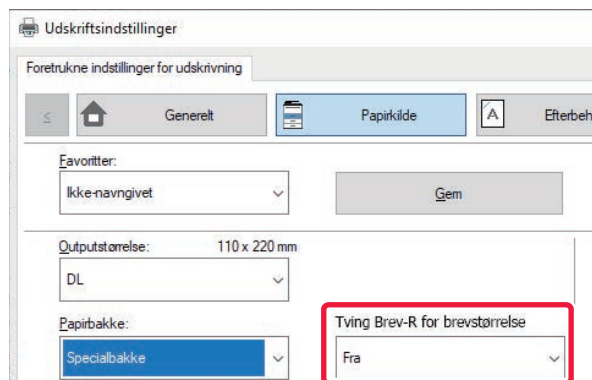 Udskriftsindstillinger
Foretrukne indstillinger for udskrivning
≤ Generelt Papirkilde A Efterbeh
Favoritter:
Ikke-navngivet Gem
Outputstørrelse: 110 x 220 mm
DL
Papirbakke: Tving Brev-R for brevstørrelse
Specialbakke Fra